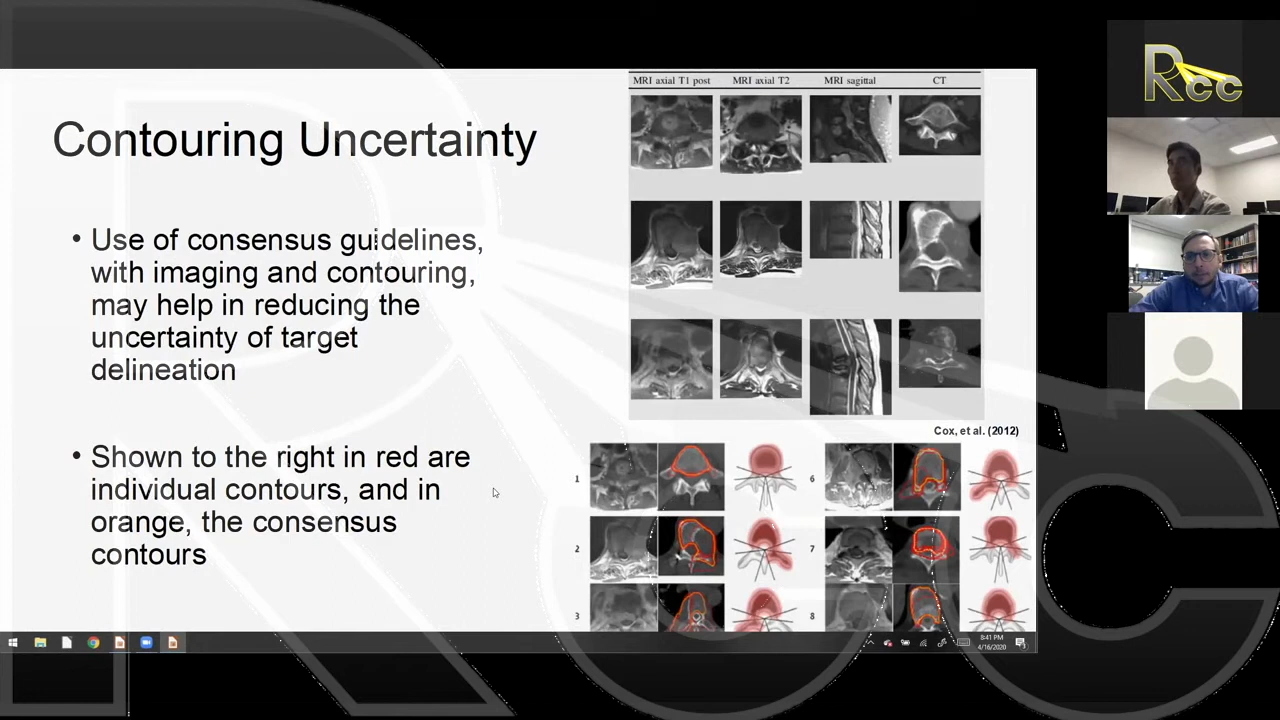 MRI axial T1 post MRI axial T2 MRI sagittal CT
Contouring Uncertainty
• Use of consensus guidelines,
with imaging and contouring,
may help in reducing the
uncertainty of target
delineation
Cox, et al. (2012)
• Shown to the right in red are
individual contours, and in
orange, the consensus
contours
1
6
2
7
3
8
8:41 PM
4/16/2020
Rcc
Rcc